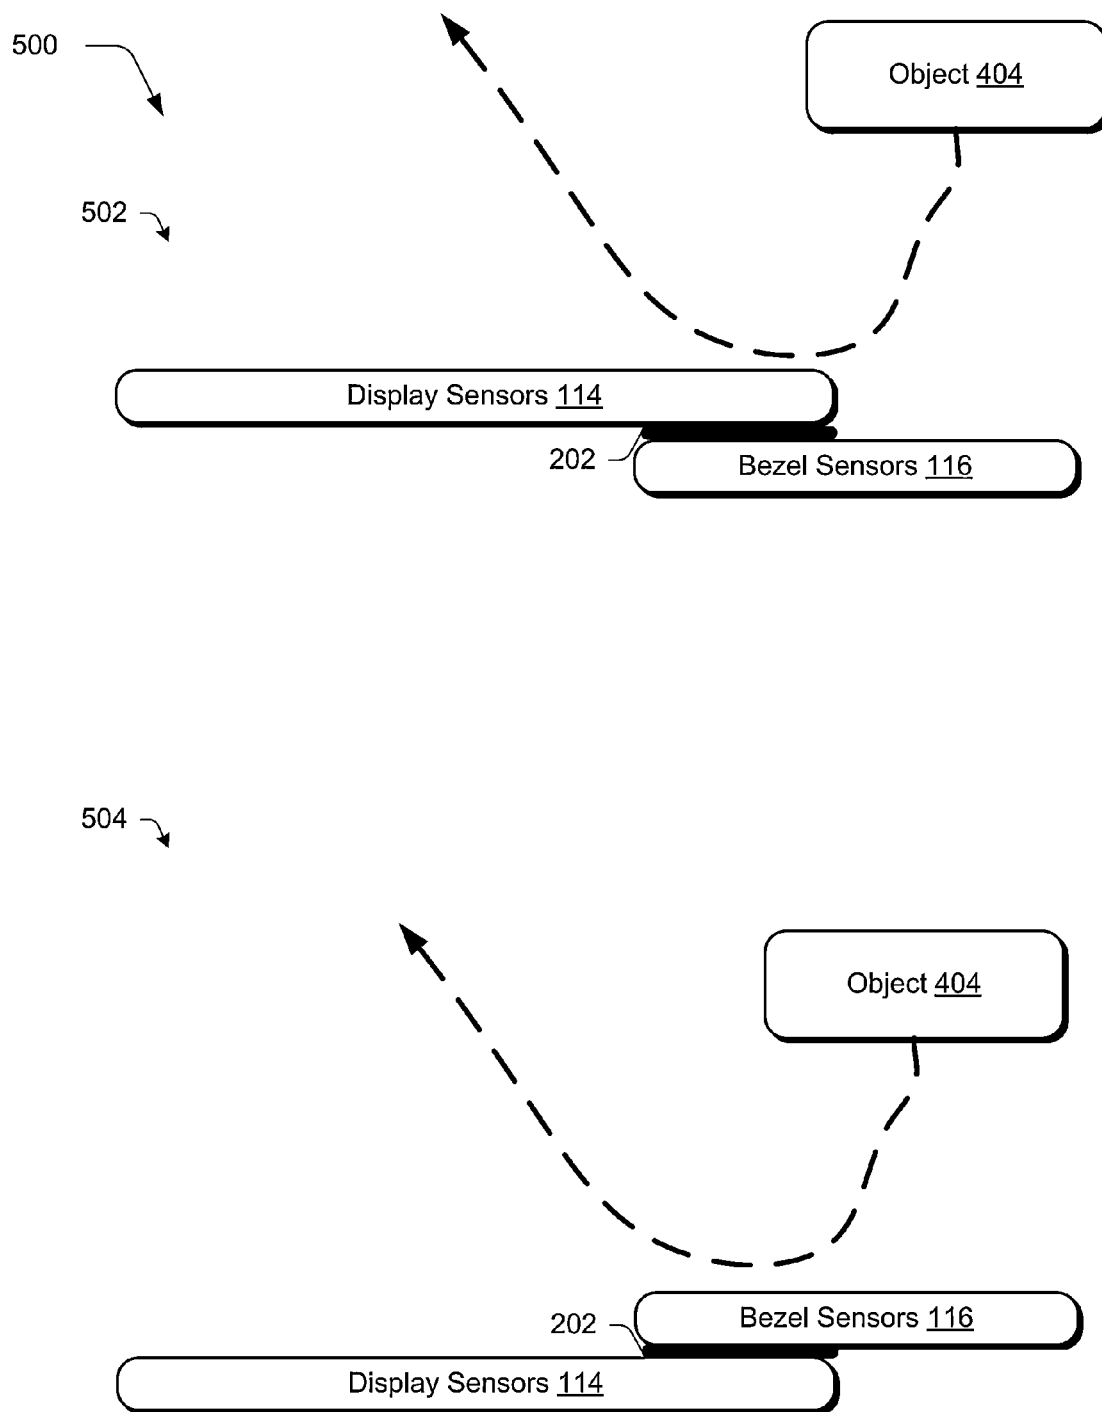 500
Object 404
502
Display Sensors 114
202
Bezel Sensors 116
504
Object 404
202
Bezel Sensors 116
Display Sensors 114